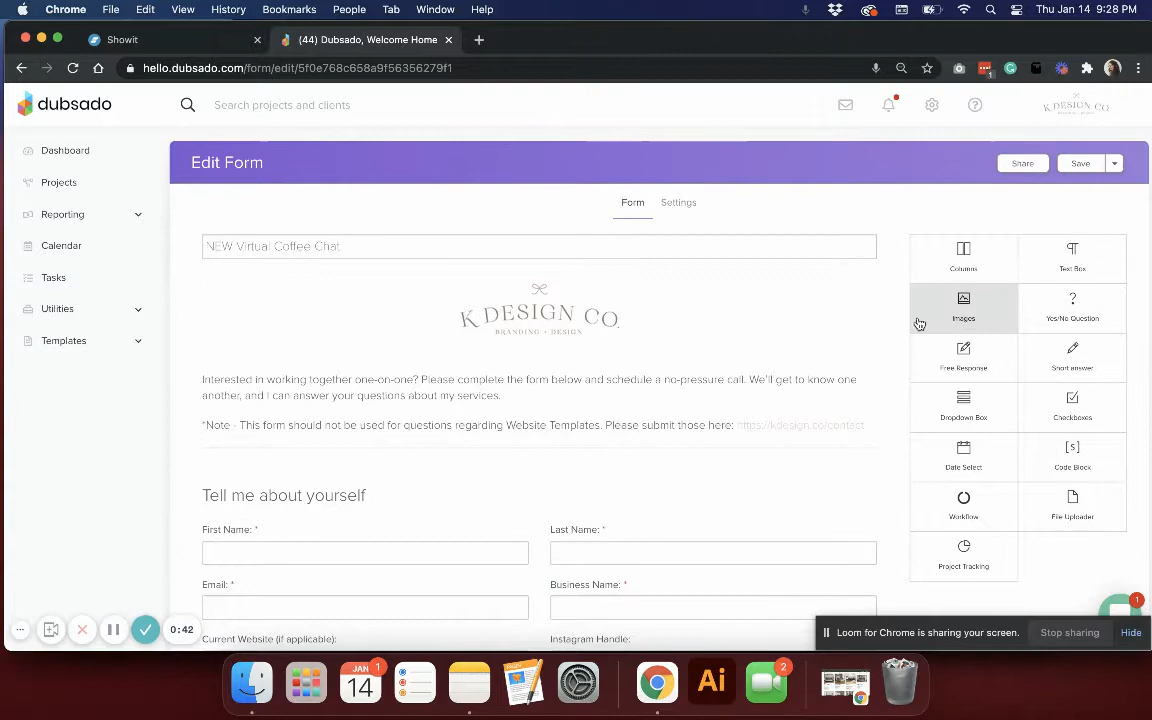 Chrome File Edit View History Bookmarks People Tab Window Help Thu Jan 14 9:28 PM
Showit
(44) Dubsado, Welcome Home
hello.dubsado.com/form/edit/5f0e768c658a9f56356279f1
dubsado
Search projects and clients
K DESIGN CO
Dashboard
Projects
Reporting
Calendar
Tasks
Utilities
Templates
Edit Form
Share
Save
Form Settings
NEW Virtual Coffee Chat
K DESIGN CO.
BRANDING + DESIGN
Interested in working together one-on-one? Please complete the form below and schedule a no-pressure call. We'll get to know one
another, and I can answer your questions about my services.
*Note - This form should not be used for questions regarding Website Templates. Please submit those here: https://kdesign.co/contact
Tell me about yourself
First Name: * Last Name: *
Email: * Business Name: *
Current Website (if applicable): Instagram Handle:
Columns Text Box
Images Yes/No Question
Free Response Short answer
Dropdown Box Checkboxes
Date Select Code Block
Workflow File Uploader
Project Tracking
1
0:42
Loom for Chrome is sharing your screen. Stop sharing Hide
JAN
14
1
Ai
2